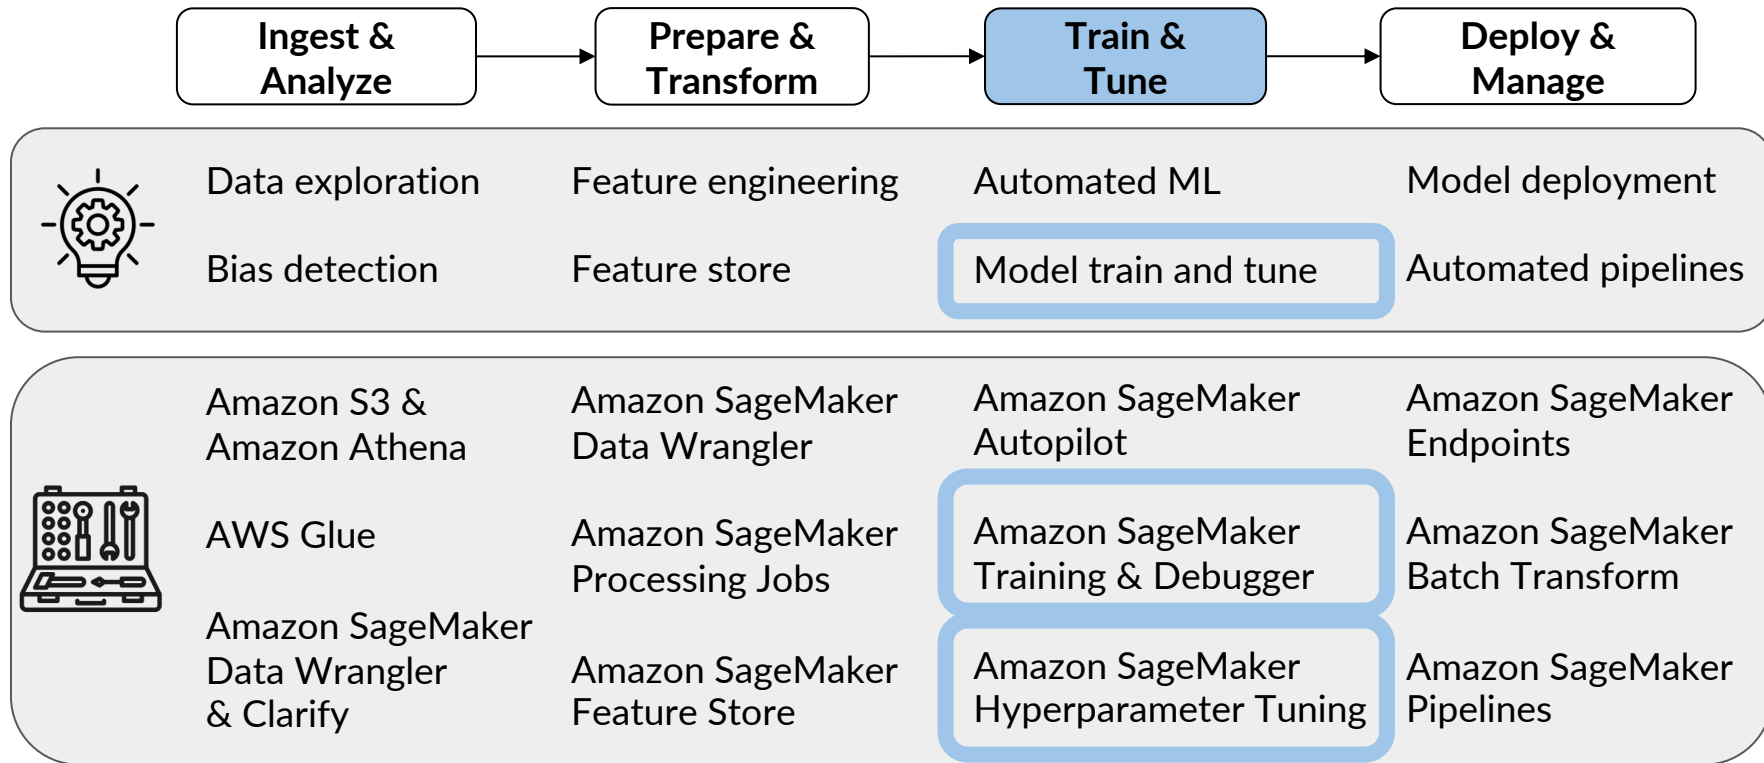 Ingest &
Analyze
Prepare &
Transform
Train &
Tune
Deploy &
Manage
Data exploration
Feature engineering
Automated ML
Model deployment
Bias detection
Feature store
Model train and tune
Automated pipelines
Amazon S3 &
Amazon Athena
Amazon SageMaker
Data Wrangler
Amazon SageMaker
Autopilot
Amazon SageMaker
Endpoints
AWS Glue
Amazon SageMaker
Processing Jobs
Amazon SageMaker
Training & Debugger
Amazon SageMaker
Batch Transform
Amazon SageMaker
Data Wrangler
& Clarify
Amazon SageMaker
Feature Store
Amazon SageMaker
Hyperparameter Tuning
Amazon SageMaker
Pipelines